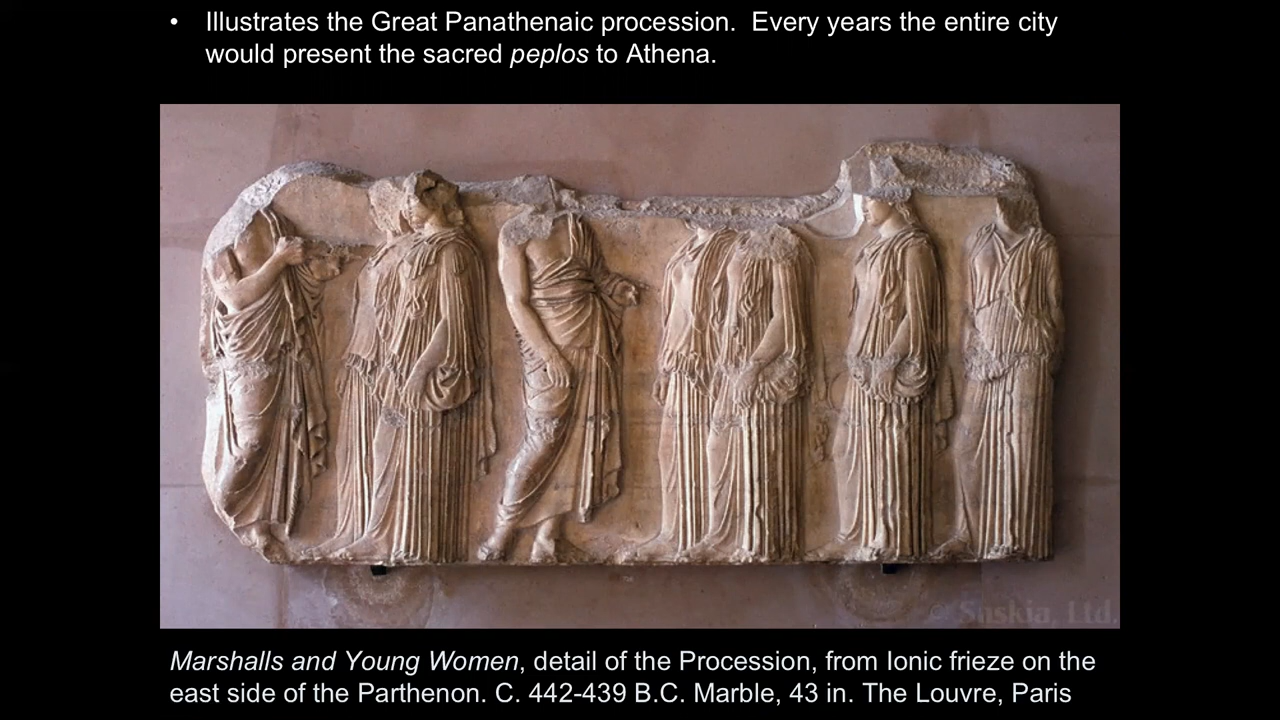 • Illustrates the Great Panathenaic procession.  Every years the entire city
would present the sacred peplos to Athena.
© Saskia, Ltd.
Marshalls and Young Women, detail of the Procession, from Ionic frieze on the
east side of the Parthenon. C. 442-439 B.C. Marble, 43 in. The Louvre, Paris